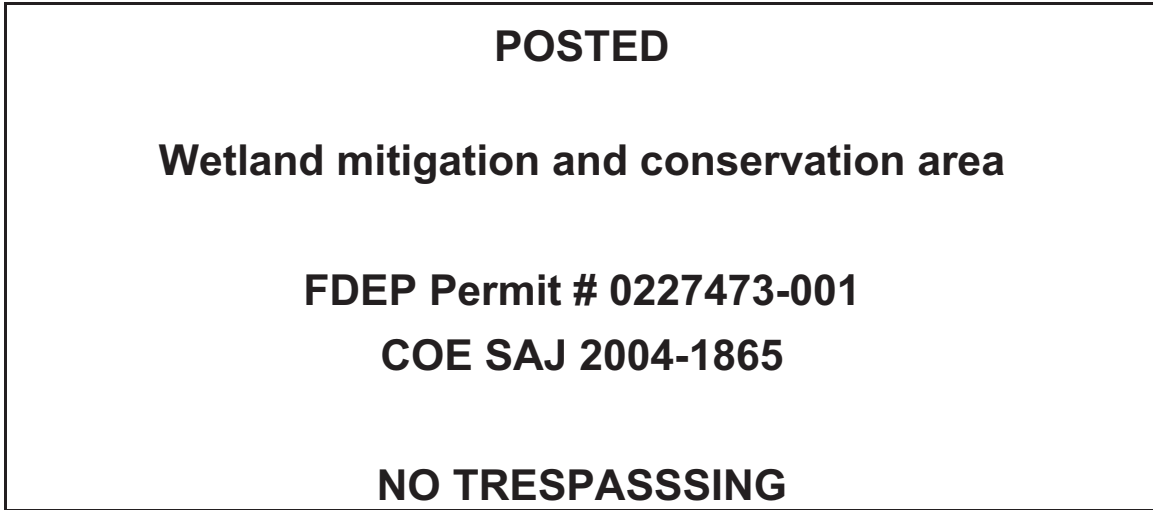 POSTED
Wetland mitigation and conservation area
FDEP Permit # 0227473-001
COE SAJ 2004-1865
NO TRESPASSSING